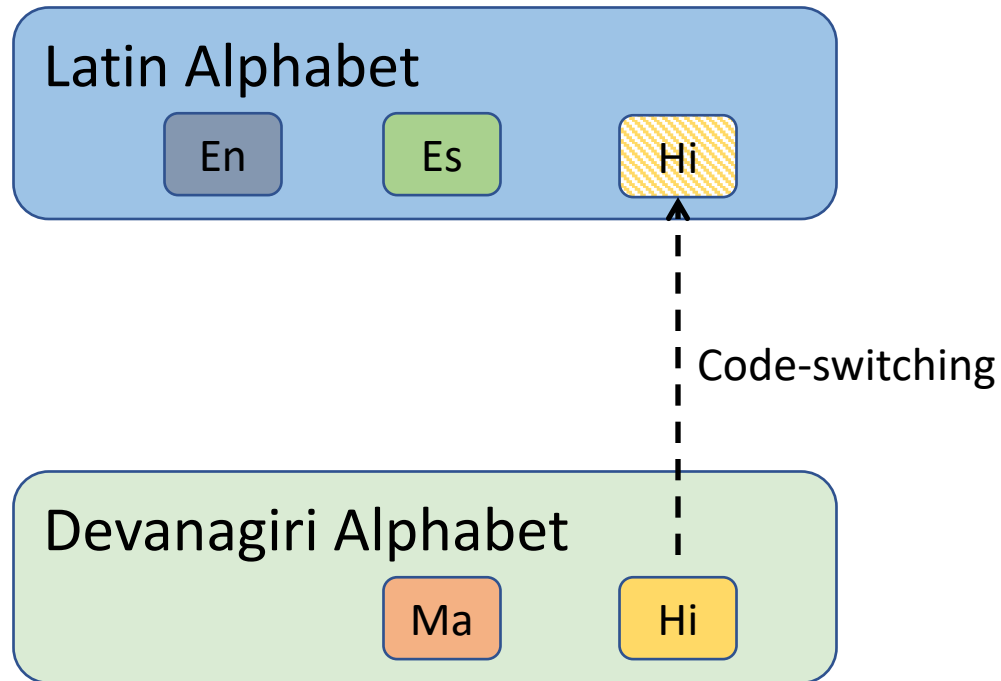 Latin Alphabet
En Es Hi
Code-switching
Devanagiri Alphabet
Ma Hi